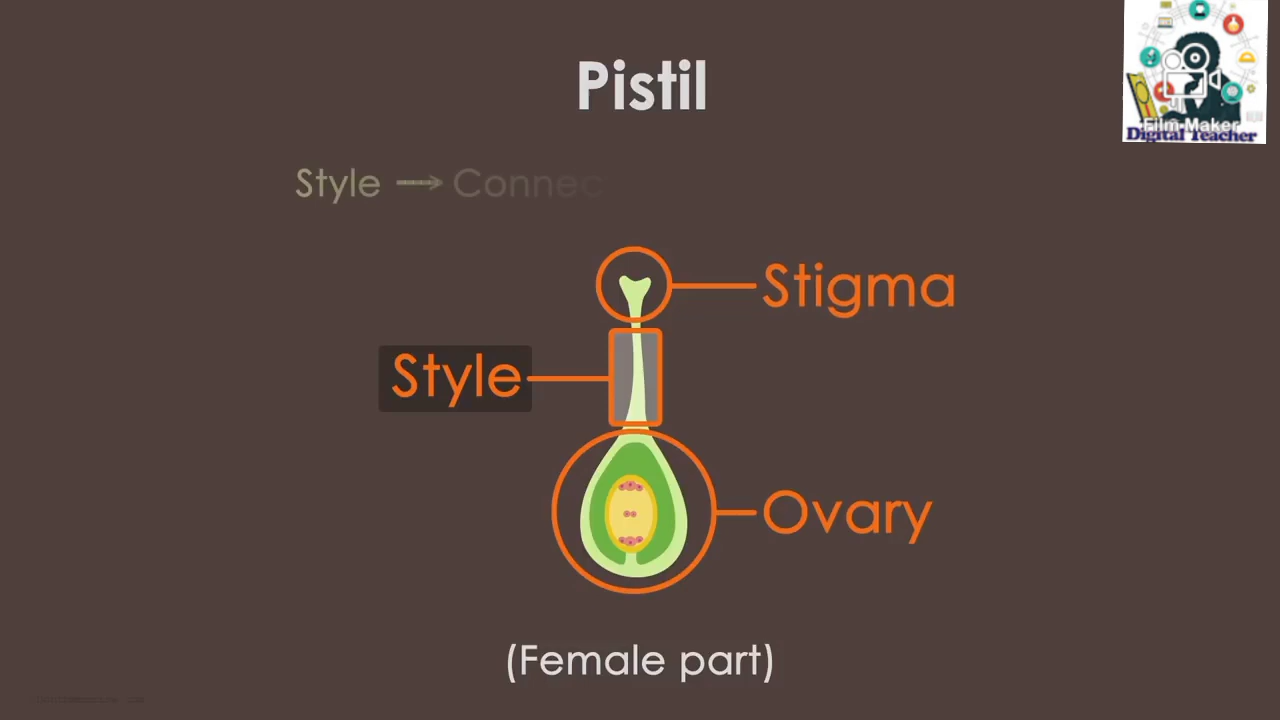 Pistil
Film Maker
Digital Teacher
Style → Connec
Stigma
Style
Ovary
(Female part)